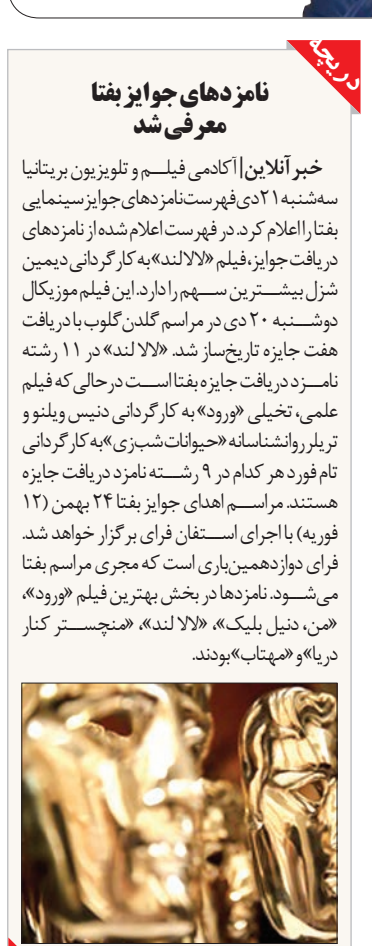 دریچه
نامزدهای جوایز بفتا
معرفی شد
خبرآنلاین| آکادمی فیلم و تلویزیون بریتانیا
سه‌شنبه ۲۱ دی فهرست نامزدهای جوایز سینمایی
بفتا را اعلام کرد. در فهرست اعلام شده از نامزدهای
دریافت جوایز، فیلم «لالالند» به کارگردانی دیمین
شزل بیشترین سهم را دارد. این فیلم موزیکال
دوشنبه ۲۰ دی در مراسم گلدن گلوب با دریافت
هفت جایزه تاریخ‌ساز شد. «لالا لند» در ۱۱ رشته
نامزد دریافت جایزه بفتا است در حالی که فیلم
علمی، تخیلی «ورود» به کارگردانی دنیس ویلنو و
تریلر روانشناسانه «حیوانات شب‌زی» به کارگردانی
تام فورد هر کدام در ۹ رشته نامزد دریافت جایزه
هستند. مراسم اهدای جوایز بفتا ۲۴ بهمن (۱۲
فوریه) با اجرای استفان فرای برگزار خواهد شد.
فرای دوازدهمین‌باری است که مجری مراسم بفتا
می‌شود. نامزدها در بخش بهترین فیلم «ورود»،
«من، دنیل بلیک»، «لالا لند»، «منچستر کنار
دریا» و «مهتاب» بودند.